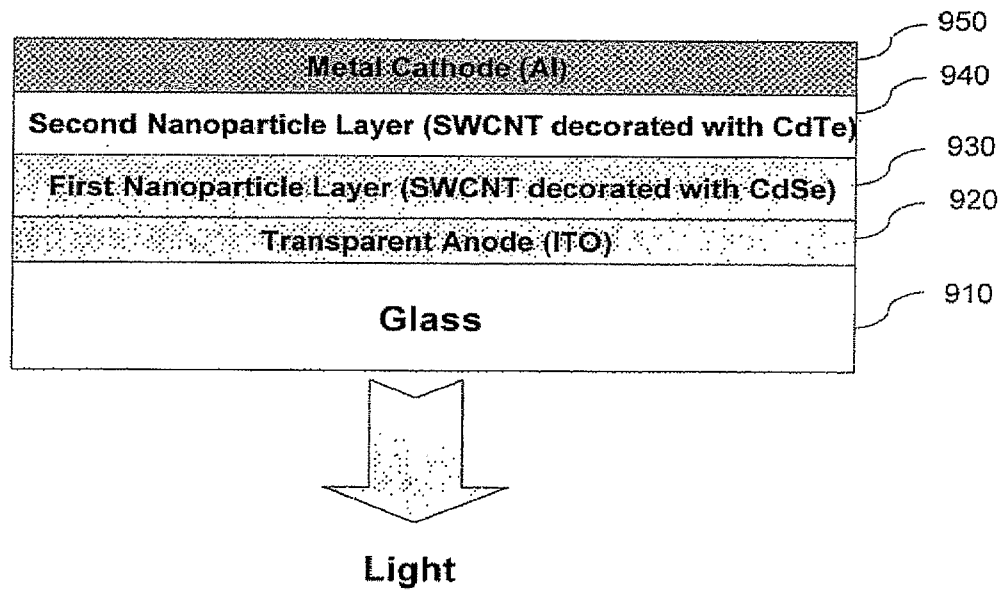 950
Metal Cathode (Al)
940
Second Nanoparticle Layer (SWCNT decorated with CdTe)
930
First Nanoparticle Layer (SWCNT decorated with CdSe)
920
Transparent Anode (ITO)
910
Glass
Light